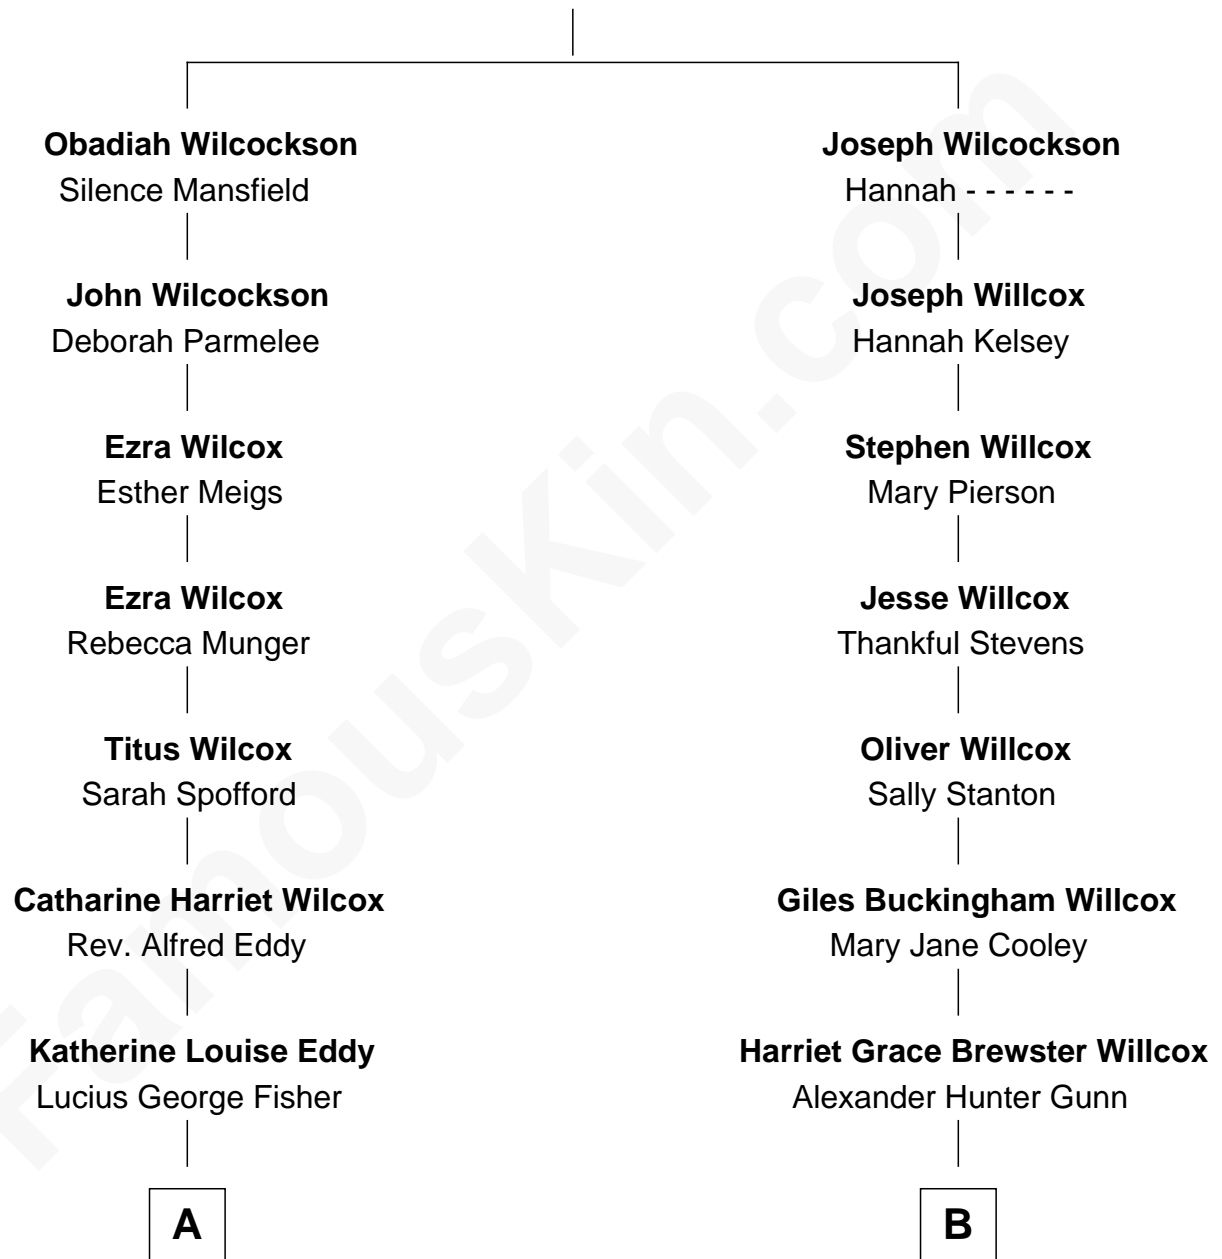 Obadiah Wilcockson
Silence Mansfield
John Wilcockson
Deborah Parmelee
Ezra Wilcox
Esther Meigs
Ezra Wilcox
Rebecca Munger
Titus Wilcox
Sarah Spofford
Catharine Harriet Wilcox
Rev. Alfred Eddy
Katherine Louise Eddy
Lucius George Fisher
A
Joseph Wilcockson
Hannah - - - - - -
Joseph Willcox
Hannah Kelsey
Stephen Willcox
Mary Pierson
Jesse Willcox
Thankful Stevens
Oliver Willcox
Sally Stanton
Giles Buckingham Willcox
Mary Jane Cooley
Harriet Grace Brewster Willcox
Alexander Hunter Gunn
B
FamousKin.com